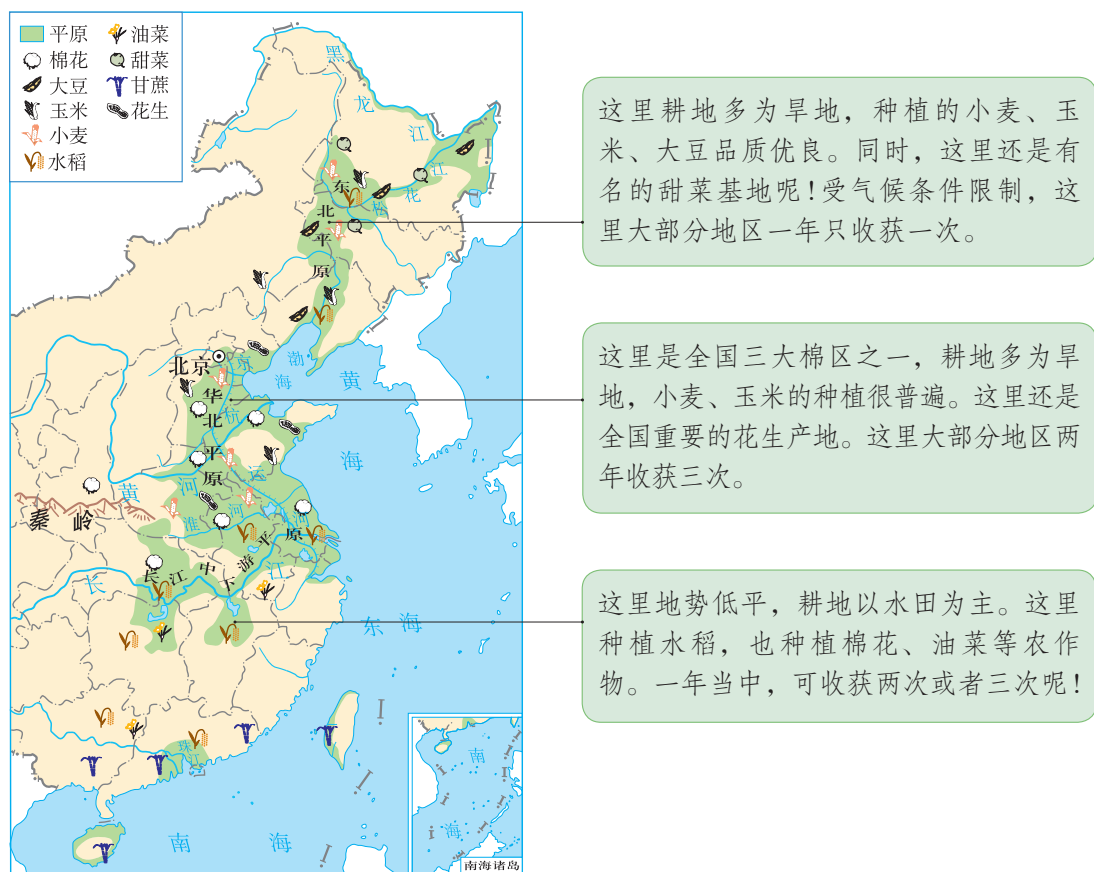 平原
油菜
棉花
甜菜
大豆
甘蔗
玉米
花生
小麦
水稻
黑龙江
松花江
东北平原
北京
京杭运河
渤海
黄海
华北平原
黄河
淮河
秦岭
长江
长江中下游平原
东海
珠江
南海
南海
南海诸岛
这里耕地多为旱地，种植的小麦、玉
米、大豆品质优良。同时，这里还是有
名的甜菜基地呢！受气候条件限制，这
里大部分地区一年只收获一次。
这里是全国三大棉区之一，耕地多为旱
地，小麦、玉米的种植很普遍。这里还是
全国重要的花生产地。这里大部分地区两
年收获三次。
这里地势低平，耕地以水田为主。这里
种植水稻，也种植棉花、油菜等农作
物。一年当中，可收获两次或者三次呢！